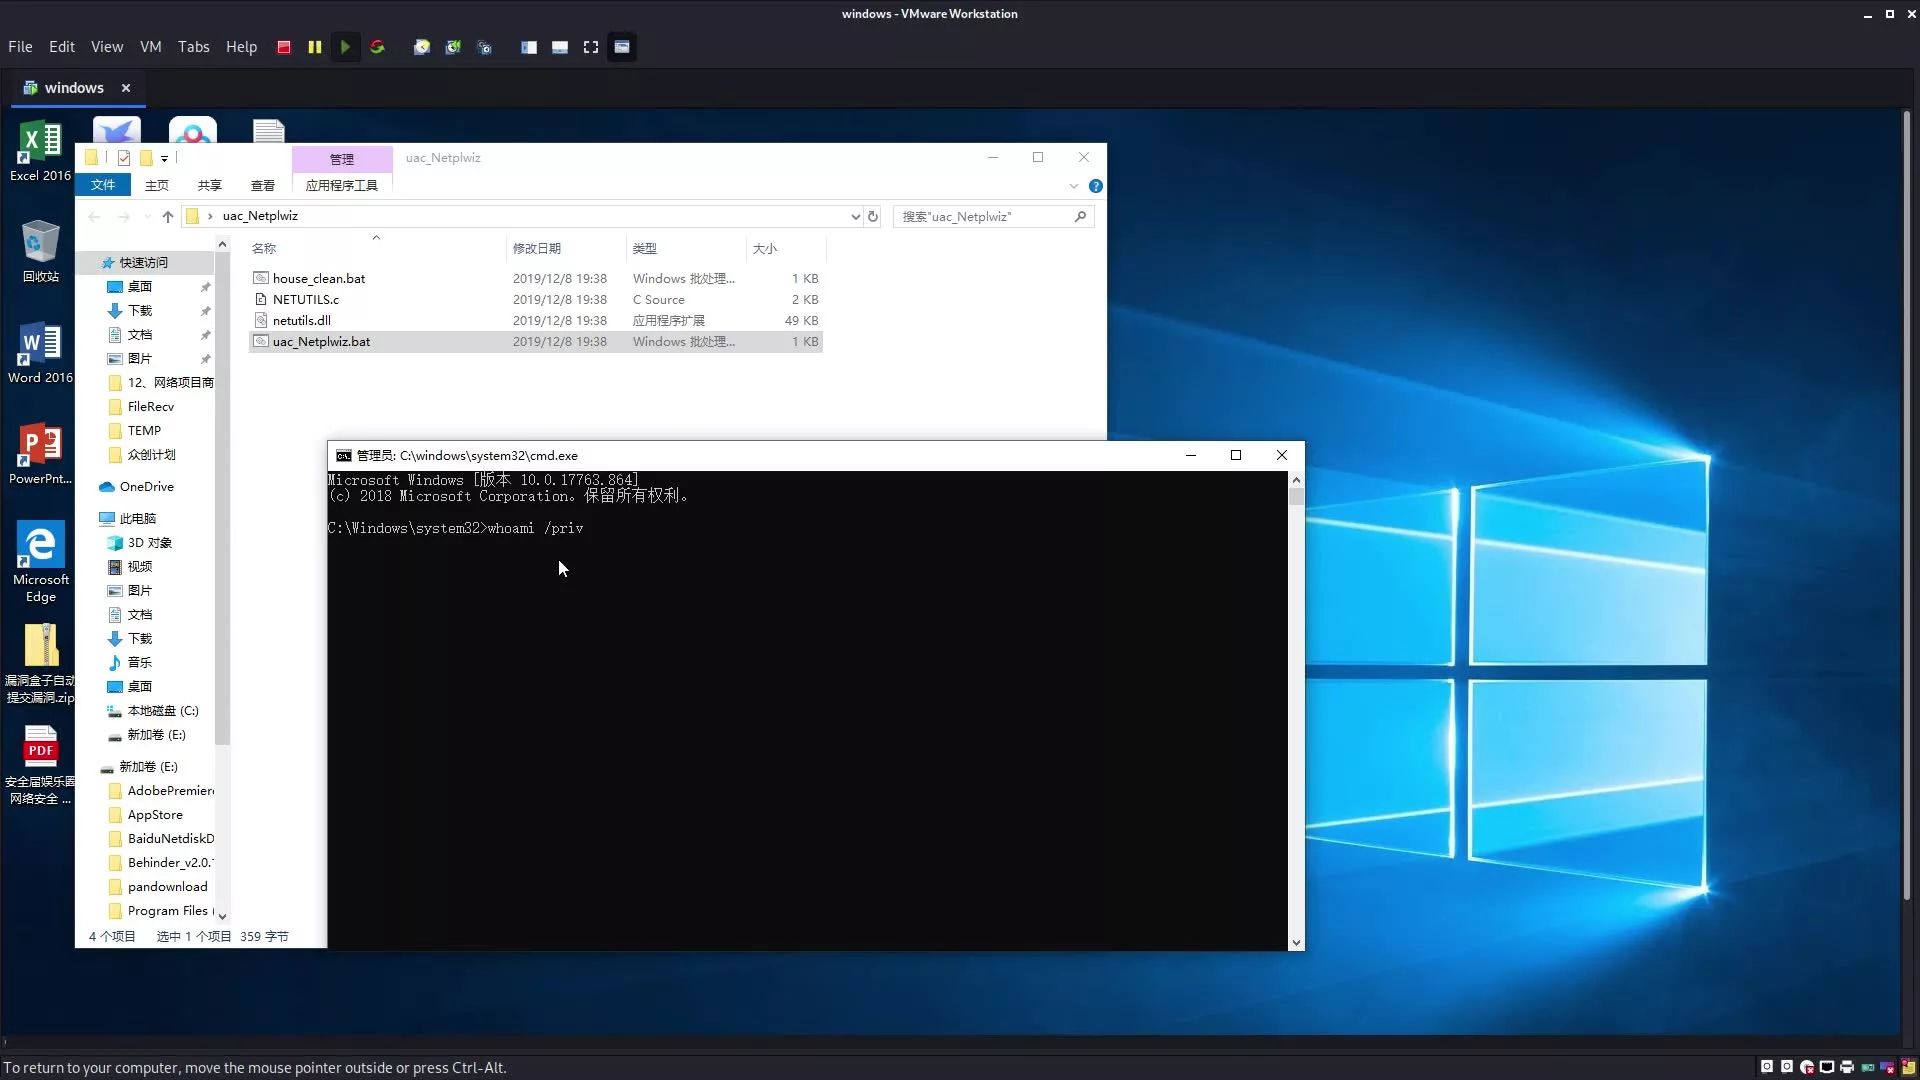 windows - VMware Workstation
File Edit View VM Tabs Help
windows
Excel 2016
回收站
Word 2016
PowerPnt...
Microsoft
Edge
漏洞盒子自动
提交漏洞.zip
PDF
安全届娱乐圈
网络安全 ...
管理
uac_Netplwiz
文件 主页 共享 查看 应用程序工具
uac_Netplwiz
搜索"uac_Netplwiz"
名称 修改日期 类型 大小
house_clean.bat 2019/12/8 19:38 Windows 批处理... 1 KB
NETUTILS.c 2019/12/8 19:38 C Source 2 KB
netutils.dll 2019/12/8 19:38 应用程序扩展 49 KB
uac_Netplwiz.bat 2019/12/8 19:38 Windows 批处理... 1 KB
快速访问
桌面
下载
文档
图片
12、网络项目商
FileRecv
TEMP
众创计划
OneDrive
此电脑
3D 对象
视频
图片
文档
下载
音乐
桌面
本地磁盘 (C:)
新加卷 (E:)
新加卷 (E:)
AdobePremiere
AppStore
BaiduNetdiskD
Behinder_v2.0.
pandownload
Program Files (
4 个项目 选中 1 个项目 359 字节
管理员: C:\windows\system32\cmd.exe
Microsoft Windows [版本 10.0.17763.864]
(c) 2018 Microsoft Corporation。保留所有权利。
C:\Windows\system32>whoami /priv
To return to your computer, move the mouse pointer outside or press Ctrl-Alt.